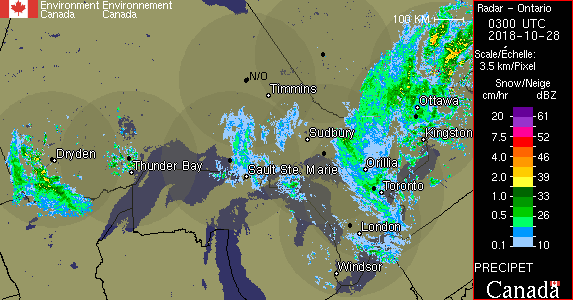 Environment Environnement
Canada Canada
100 KM
Radar - Ontario
0300 UTC
2018-10-28
Scale/Échelle:
3.5 km/Pixel
Snow/Neige
cm/hr dBZ
20 61
7.5 52
4.0 46
2.0 39
1.0 33
0.5 26
0.1 10
PRECIPET
Canada
N/O
Timmins
Ottawa
Sudbury
Kingston
Dryden
Thunder Bay
Sault Ste. Marie
Orillia
Toronto
London
Windsor